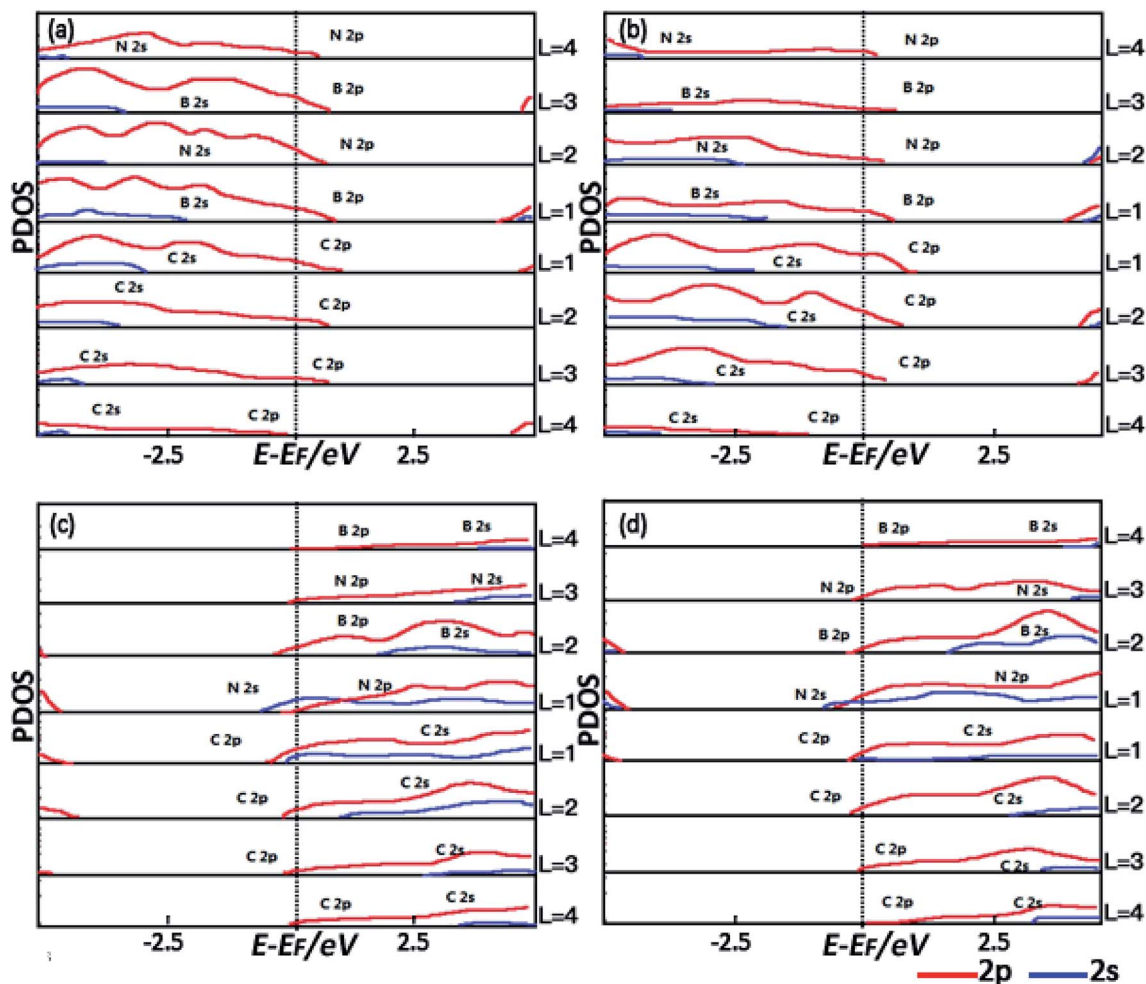 (a)
N 2s
N 2p
L=4
B 2s
B 2p
L=3
N 2s
N 2p
L=2
B 2s
B 2p
L=1
C 2s
C 2p
L=1
C 2s
C 2p
L=2
C 2s
C 2p
L=3
C 2s
C 2p
L=4
PDOS
-2.5
E-EF/eV
2.5
(b)
N 2s
N 2p
L=4
B 2s
B 2p
L=3
N 2s
N 2p
L=2
B 2s
B 2p
L=1
C 2s
C 2p
L=1
C 2s
C 2p
L=2
C 2s
C 2p
L=3
C 2s
C 2p
L=4
PDOS
-2.5
E-EF/eV
2.5
(c)
B 2p
B 2s
L=4
N 2p
N 2s
L=3
B 2p
B 2s
L=2
N 2s
N 2p
L=1
C 2p
C 2s
L=1
C 2p
C 2s
L=2
C 2p
C 2s
L=3
C 2p
C 2s
L=4
PDOS
-2.5
E-EF/eV
2.5
(d)
B 2p
B 2s
L=4
N 2p
N 2s
L=3
B 2p
B 2s
L=2
N 2s
N 2p
L=1
C 2p
C 2s
L=1
C 2p
C 2s
L=2
C 2p
C 2s
L=3
C 2p
C 2s
L=4
PDOS
-2.5
E-EF/eV
2.5
2p
2s